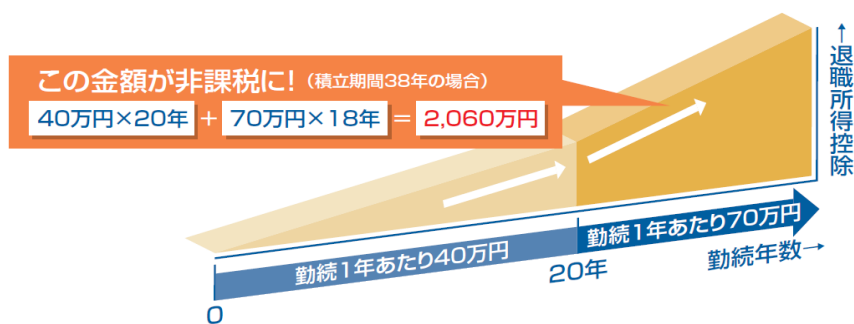 この金額が非課税に!（積立期間38年の場合）
40万円×20年＋70万円×18年＝2,060万円
↑退職所得控除
勤続1年あたり40万円
勤続1年あたり70万円
0
20年
勤続年数→